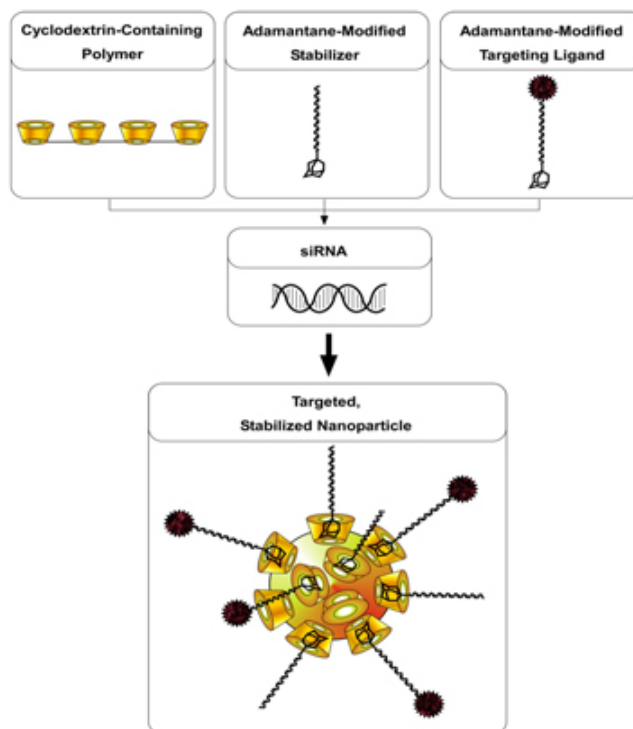 Cyclodextrin-Containing
Polymer
Adamantane-Modified
Stabilizer
Adamantane-Modified
Targeting Ligand
siRNA
Targeted,
Stabilized Nanoparticle